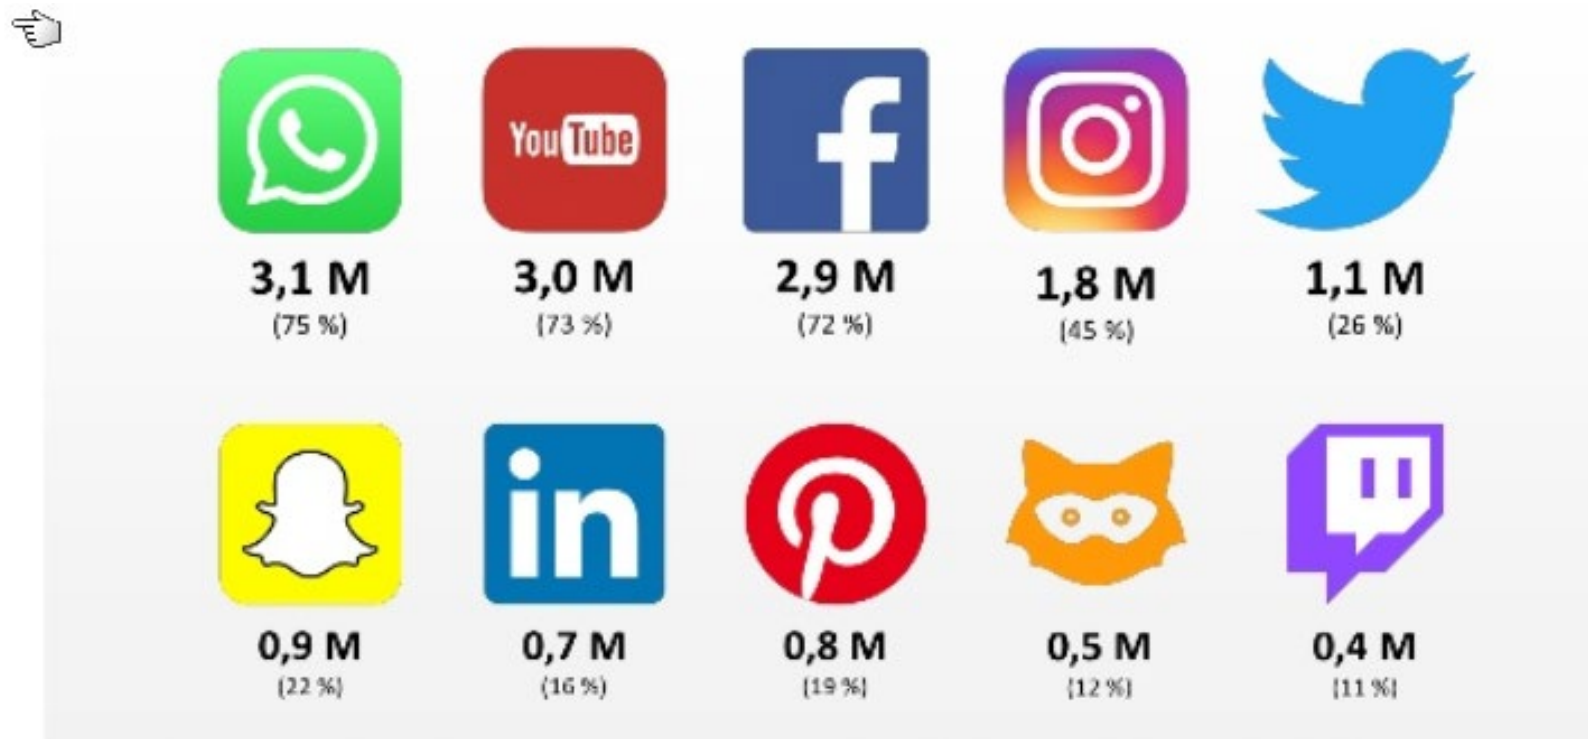 YouTube
3,1 M 3,0 M 2,9 M 1,8 M 1,1 M
(75 %) (73 %) (72 %) (45 %) (26 %)
in
0,9 M 0,7 M 0,8 M 0,5 M 0,4 M
(22 %) (16 %) (19 %) (12 %) (11 %)